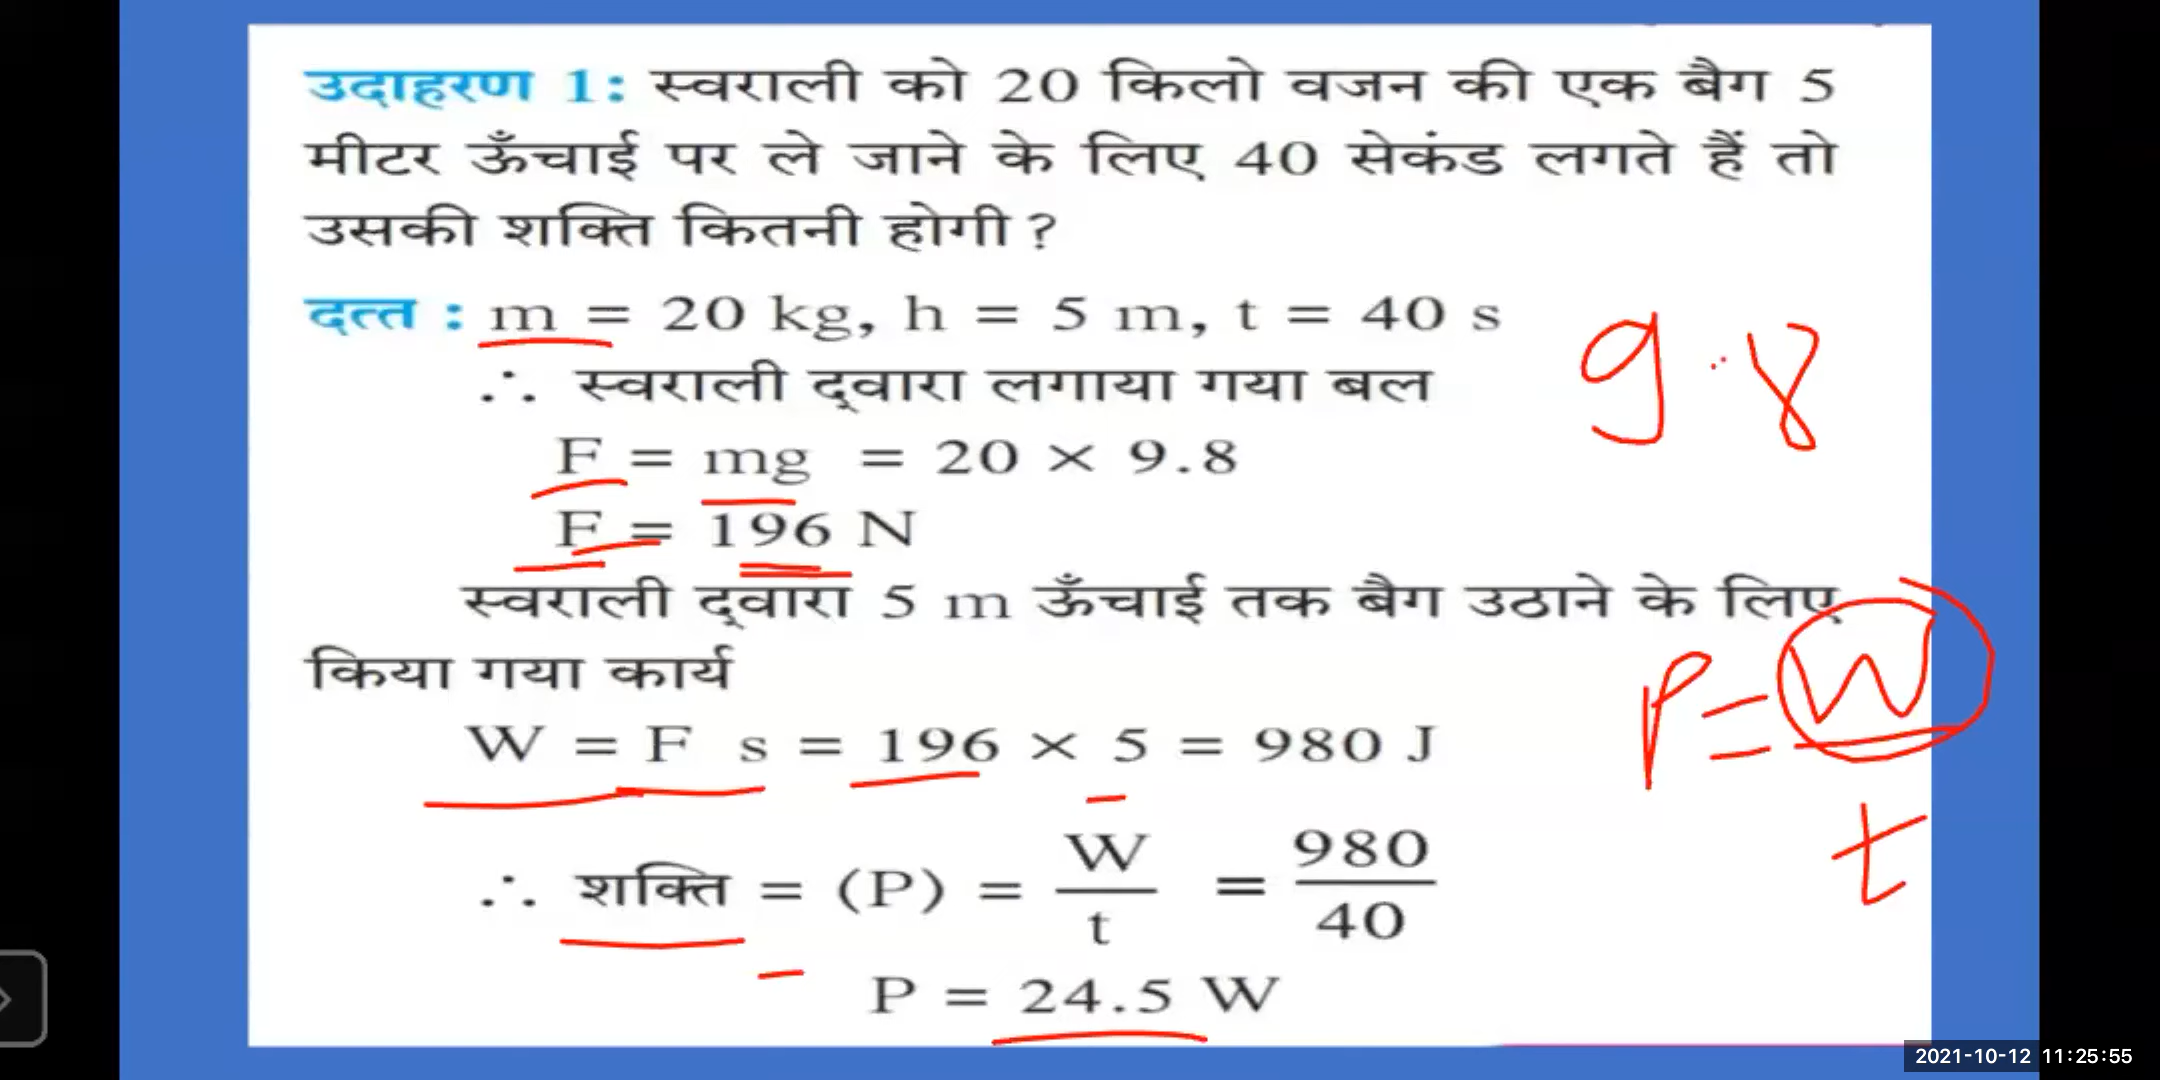 उदाहरण 1: स्वराली को 20 किलो वजन की एक बैग 5
मीटर ऊँचाई पर ले जाने के लिए 40 सेकंड लगते हैं तो
उसकी शक्ति कितनी होगी ?
दत्त : m = 20 kg, h = 5 m, t = 40 s
∴ स्वराली द्वारा लगाया गया बल
9.8
F = mg = 20 × 9.8
F = 196 N
स्वराली द्वारा 5 m ऊँचाई तक बैग उठाने के लिए
किया गया कार्य
P = W
t
W = F s = 196 × 5 = 980 J
∴ शक्ति = (P) = W/t = 980/40
P = 24.5 W
2021-10-12 11:25:55